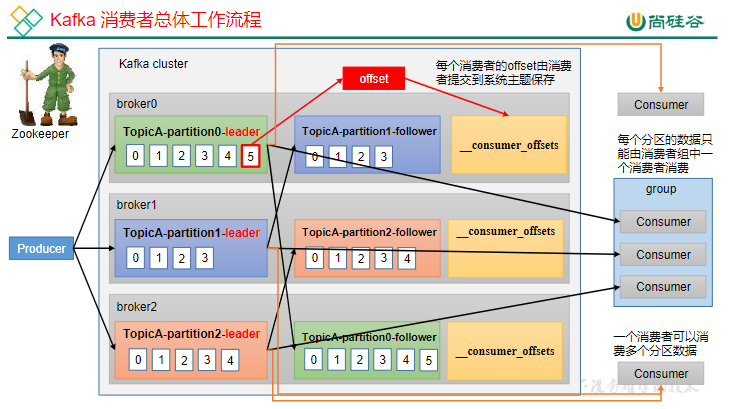 Kafka 消费者总体工作流程
尚硅谷
Zookeeper
Kafka cluster
offset
每个消费者的offset由消费
者提交到系统主题保存
Consumer
broker0
TopicA-partition0-leader
0 1 2 3 4 5
TopicA-partition1-follower
0 1 2 3
__consumer_offsets
每个分区的数据只
能由消费者组中一
个消费者消费
group
Consumer
Consumer
Consumer
Producer
broker1
TopicA-partition1-leader
0 1 2 3
TopicA-partition2-follower
0 1 2 3 4
__consumer_offsets
broker2
TopicA-partition2-leader
0 1 2 3 4
TopicA-partition0-follower
0 1 2 3 4 5
__consumer_offsets
一个消费者可以消
费多个分区数据
Consumer